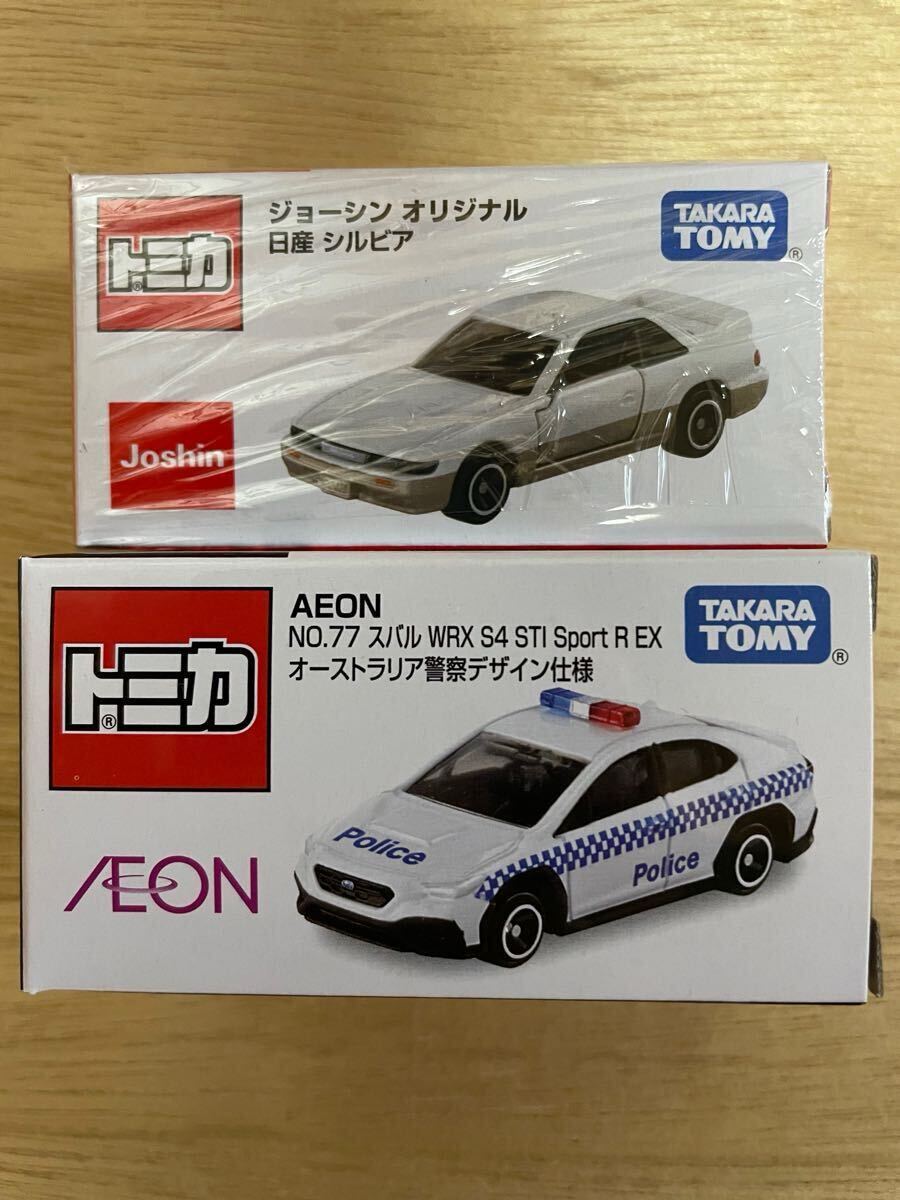 トミカ®
ジョーシン オリジナル
日産 シルビア
TAKARA
TOMY®
Joshin
トミカ®
AEON
NO.77 スバル WRX S4 STI Sport R EX
オーストラリア警察デザイン仕様
TAKARA
TOMY®
ÆON
Police
Police